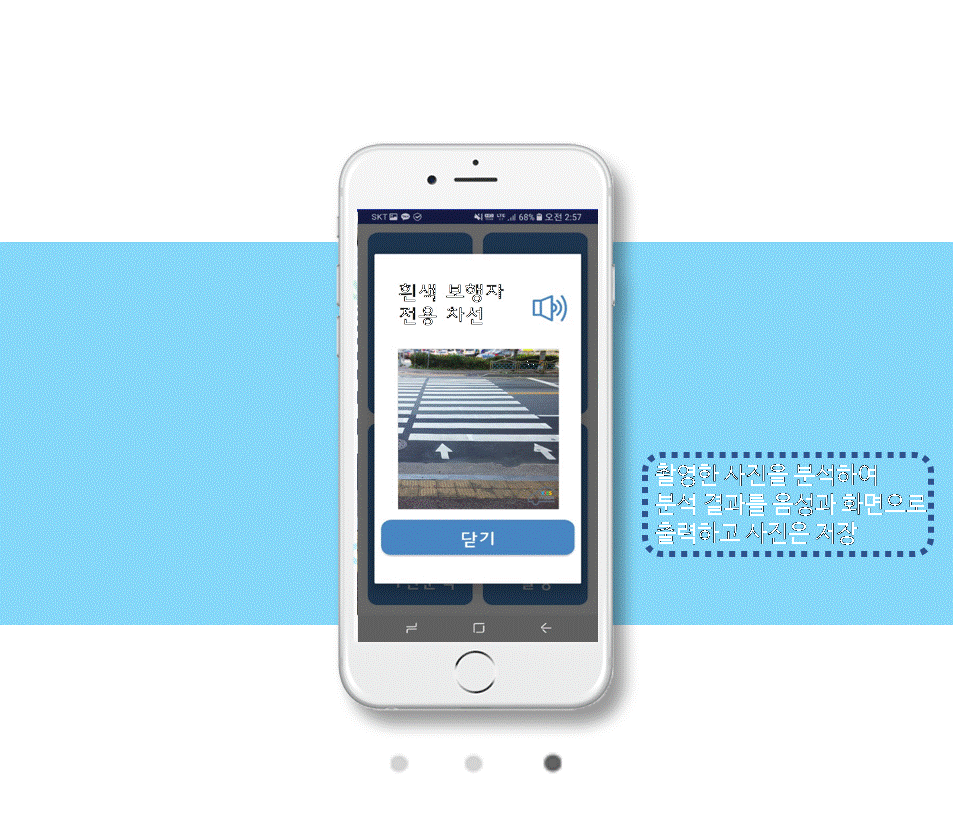 SKT 68% 오전 2:57
흰색 보행자
전용 차선
닫기
촬영한 사진을 분석하여
분석 결과를 음성과 화면으로
출력하고 사진은 저장